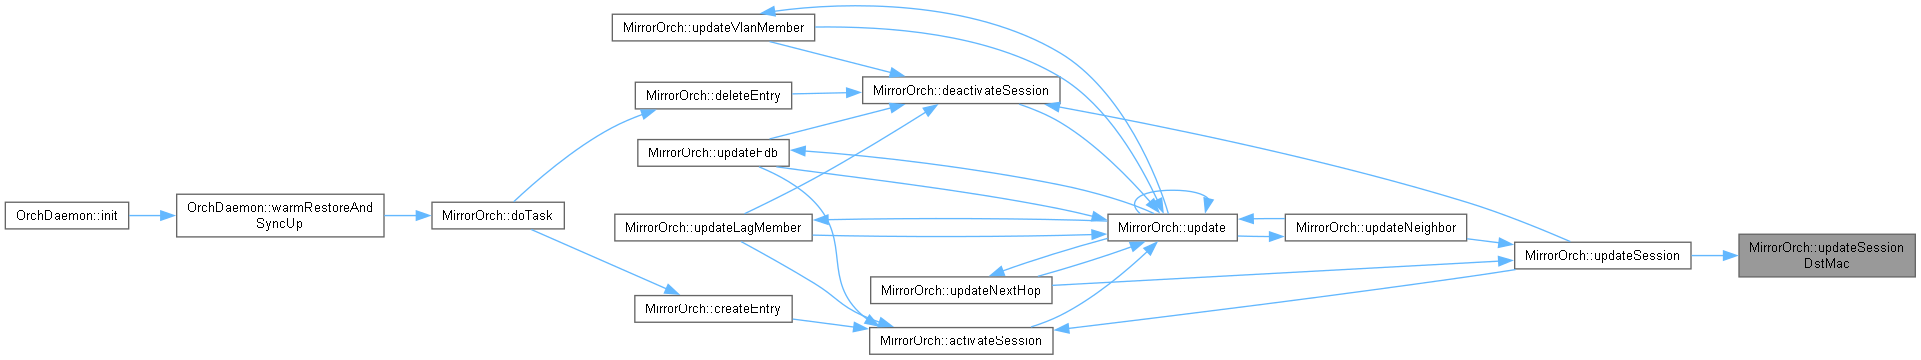 MirrorOrch::updateVlanMember
MirrorOrch::deactivateSession
MirrorOrch::deleteEntry
MirrorOrch::updateFdb
OrchDaemon::init
OrchDaemon::warmRestoreAnd
SyncUp
MirrorOrch::doTask
MirrorOrch::updateLagMember
MirrorOrch::update
MirrorOrch::updateNeighbor
MirrorOrch::updateSession
MirrorOrch::updateSession
DstMac
MirrorOrch::updateNextHop
MirrorOrch::createEntry
MirrorOrch::activateSession